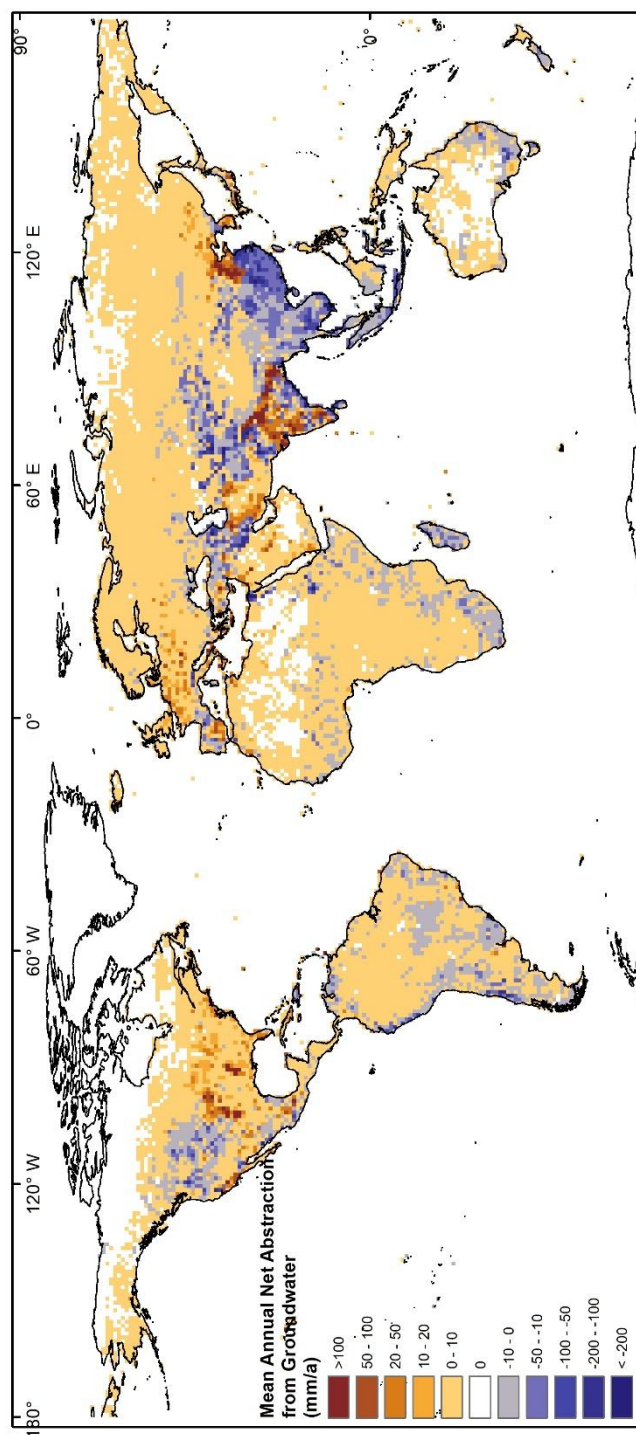 180°
120° W
60° W
0°
60° E
120° E
90°
0°
Mean Annual Net Abstraction
from Groundwater
(mm/a)
>100
50 - 100
20 - 50
10 - 20
0 - 10
0
-10 - 0
-50 - -10
-100 - -50
-200 - -100
< -200